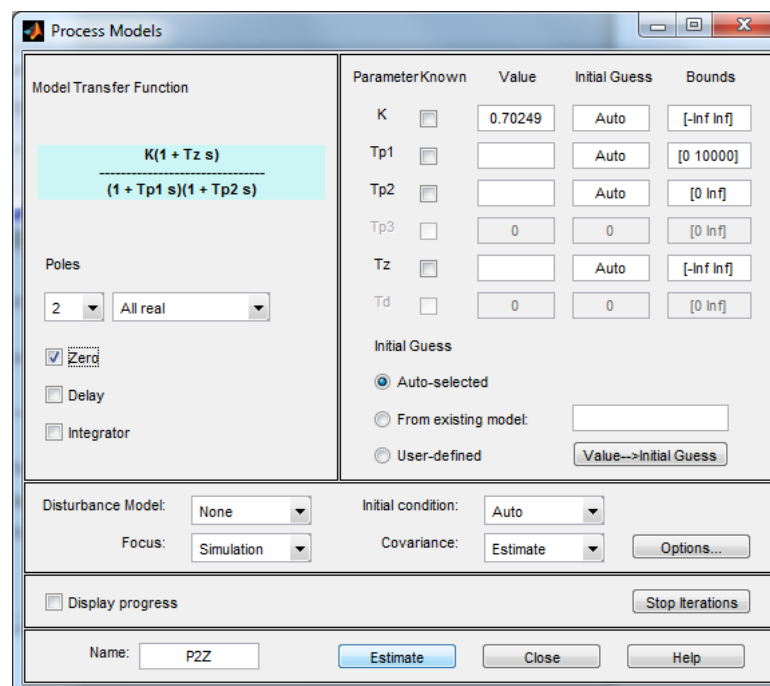 Process Models
Model Transfer Function
K(1 + Tz s)
------------------------------
(1 + Tp1 s)(1 + Tp2 s)
Poles
2 All real
Zero
Delay
Integrator
Parameter Known Value Initial Guess Bounds
K 0.70249 Auto [-Inf Inf]
Tp1 Auto [0 10000]
Tp2 Auto [0 Inf]
Tp3 0 0 [0 Inf]
Tz Auto [-Inf Inf]
Td 0 0 [0 Inf]
Initial Guess
Auto-selected
From existing model:
User-defined Value-->Initial Guess
Disturbance Model: None Initial condition: Auto
Focus: Simulation Covariance: Estimate Options...
Display progress Stop Iterations
Name: P2Z Estimate Close Help